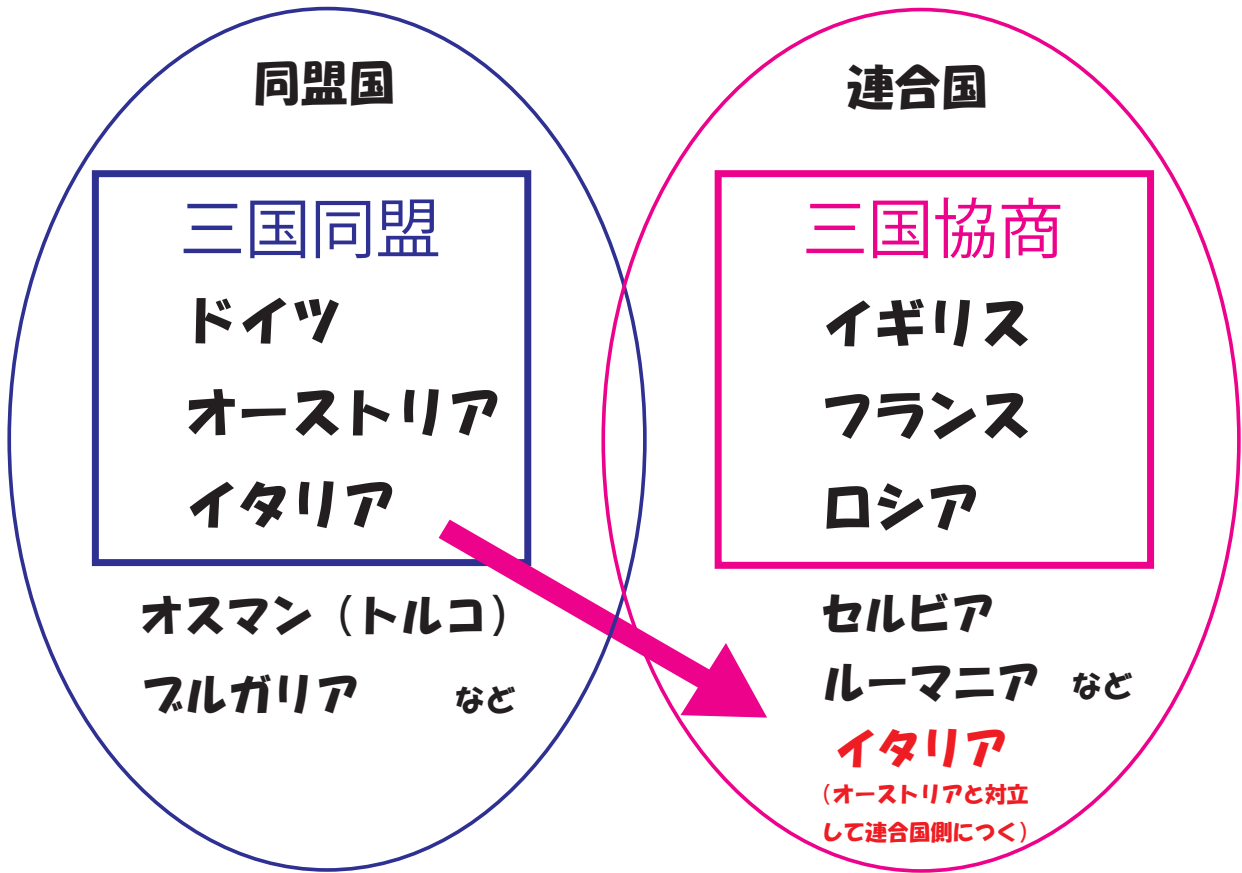 同盟国
三国同盟
ドイツ
オーストリア
イタリア
オスマン（トルコ）
ブルガリア　など
連合国
三国協商
イギリス
フランス
ロシア
セルビア
ルーマニア　など
イタリア
（オーストリアと対立
して連合国側につく）